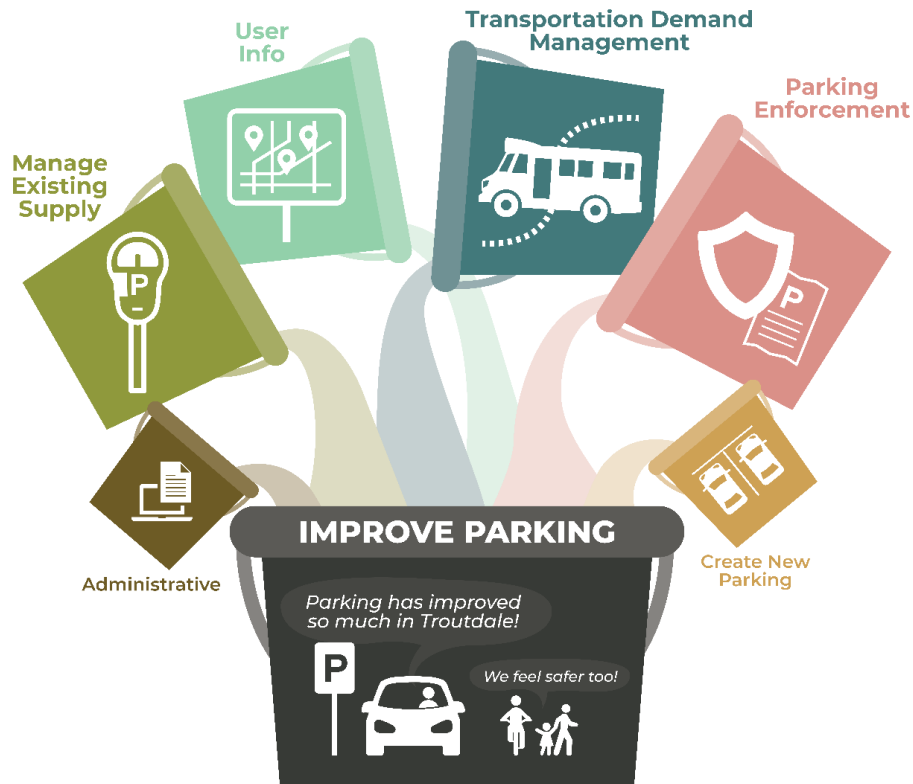 Transportation Demand
Management
User
Info
Parking
Enforcement
Manage
Existing
Supply
P
P
Administrative
Create New
Parking
IMPROVE PARKING
Parking has improved
so much in Troutdale!
P
We feel safer too!